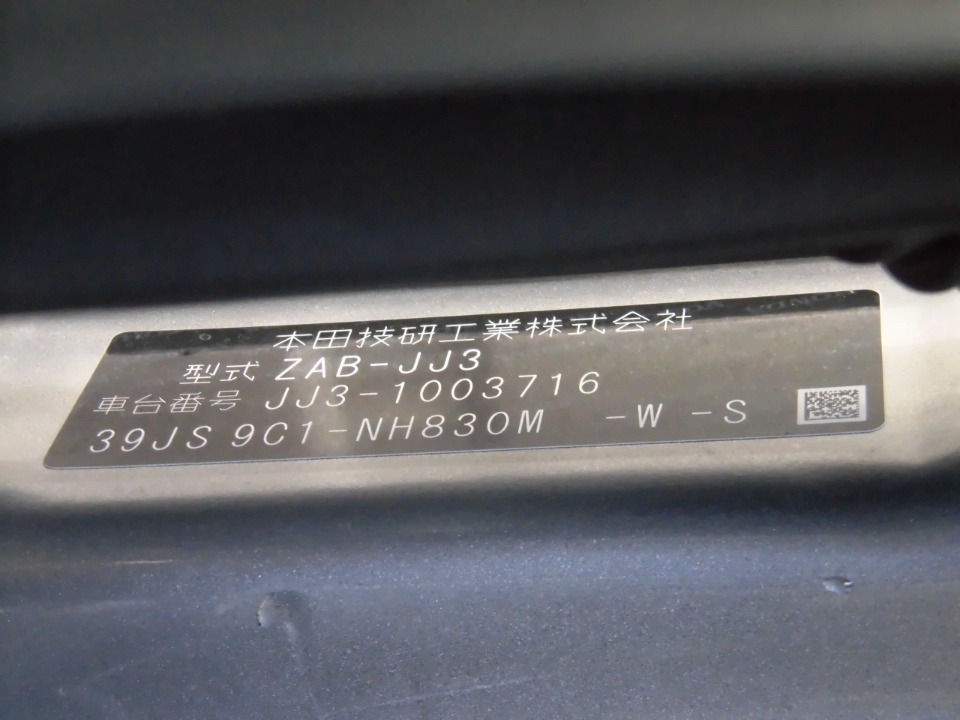 本田技研工業株式会社
型式 ZAB-JJ3
車台番号 JJ3-1003716
39JS 9C1-NH830M -W -S